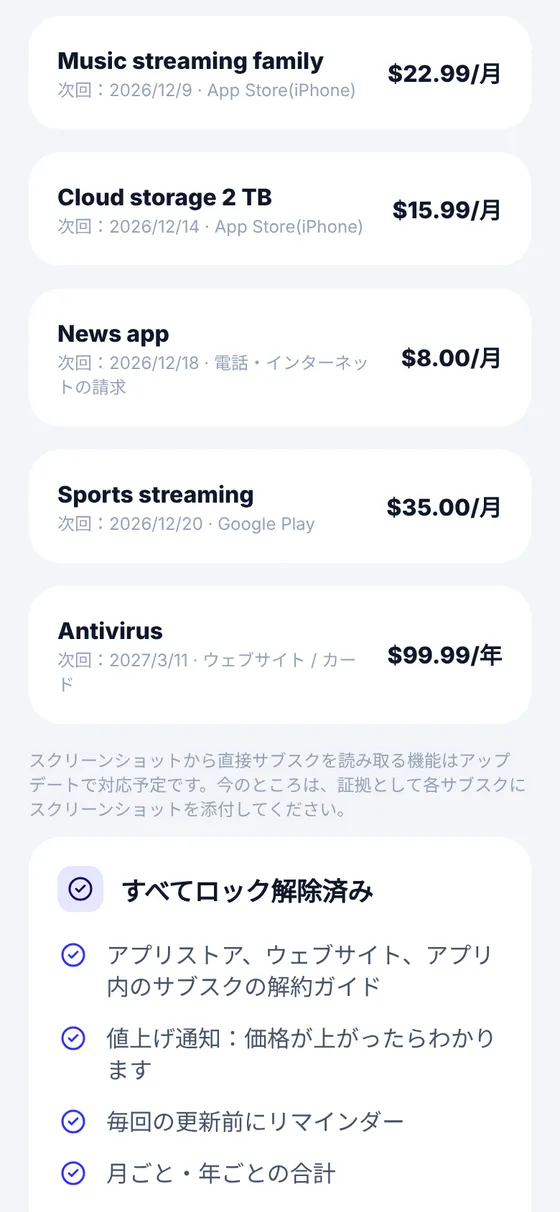 Music streaming family
次回：2026/12/9 · App Store(iPhone)
$22.99/月
Cloud storage 2 TB
次回：2026/12/14 · App Store(iPhone)
$15.99/月
News app
次回：2026/12/18 · 電話・インターネッ
トの請求
$8.00/月
Sports streaming
次回：2026/12/20 · Google Play
$35.00/月
Antivirus
次回：2027/3/11 · ウェブサイト / カー
ド
$99.99/年
スクリーンショットから直接サブスクを読み取る機能はアップ
デートで対応予定です。今のところは、証拠として各サブスクに
スクリーンショットを添付してください。
すべてロック解除済み
アプリストア、ウェブサイト、アプリ
内のサブスクの解約ガイド
値上げ通知：価格が上がったらわかり
ます
毎回の更新前にリマインダー
月ごと・年ごとの合計